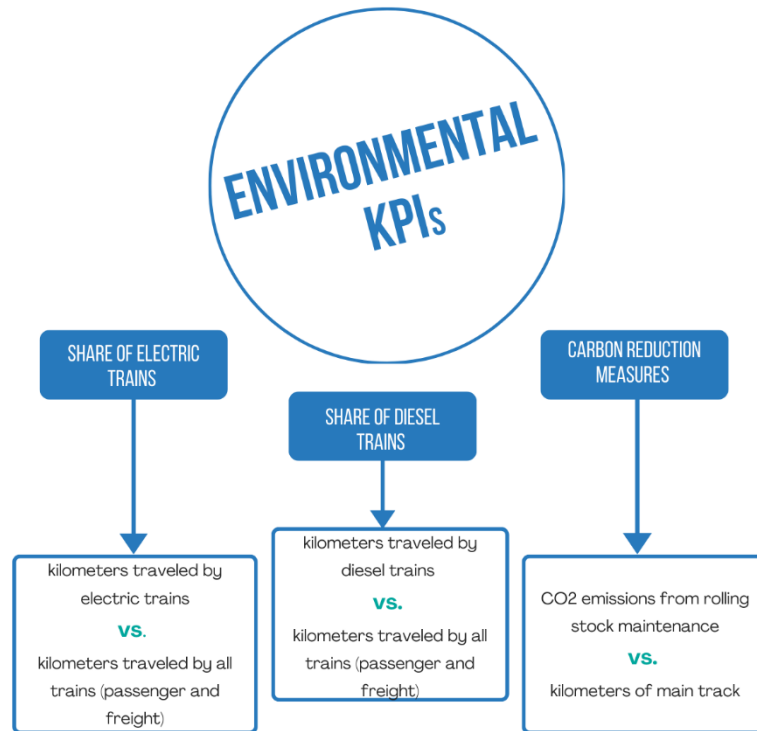 ENVIRONMENTAL
KPIs
SHARE OF ELECTRIC
TRAINS
kilometers traveled by
electric trains
vs.
kilometers traveled by all
trains (passenger and
freight)
SHARE OF DIESEL
TRAINS
kilometers traveled by
diesel trains
vs.
kilometers traveled by all
trains (passenger and
freight)
CARBON REDUCTION
MEASURES
CO2 emissions from rolling
stock maintenance
vs.
kilometers of main track